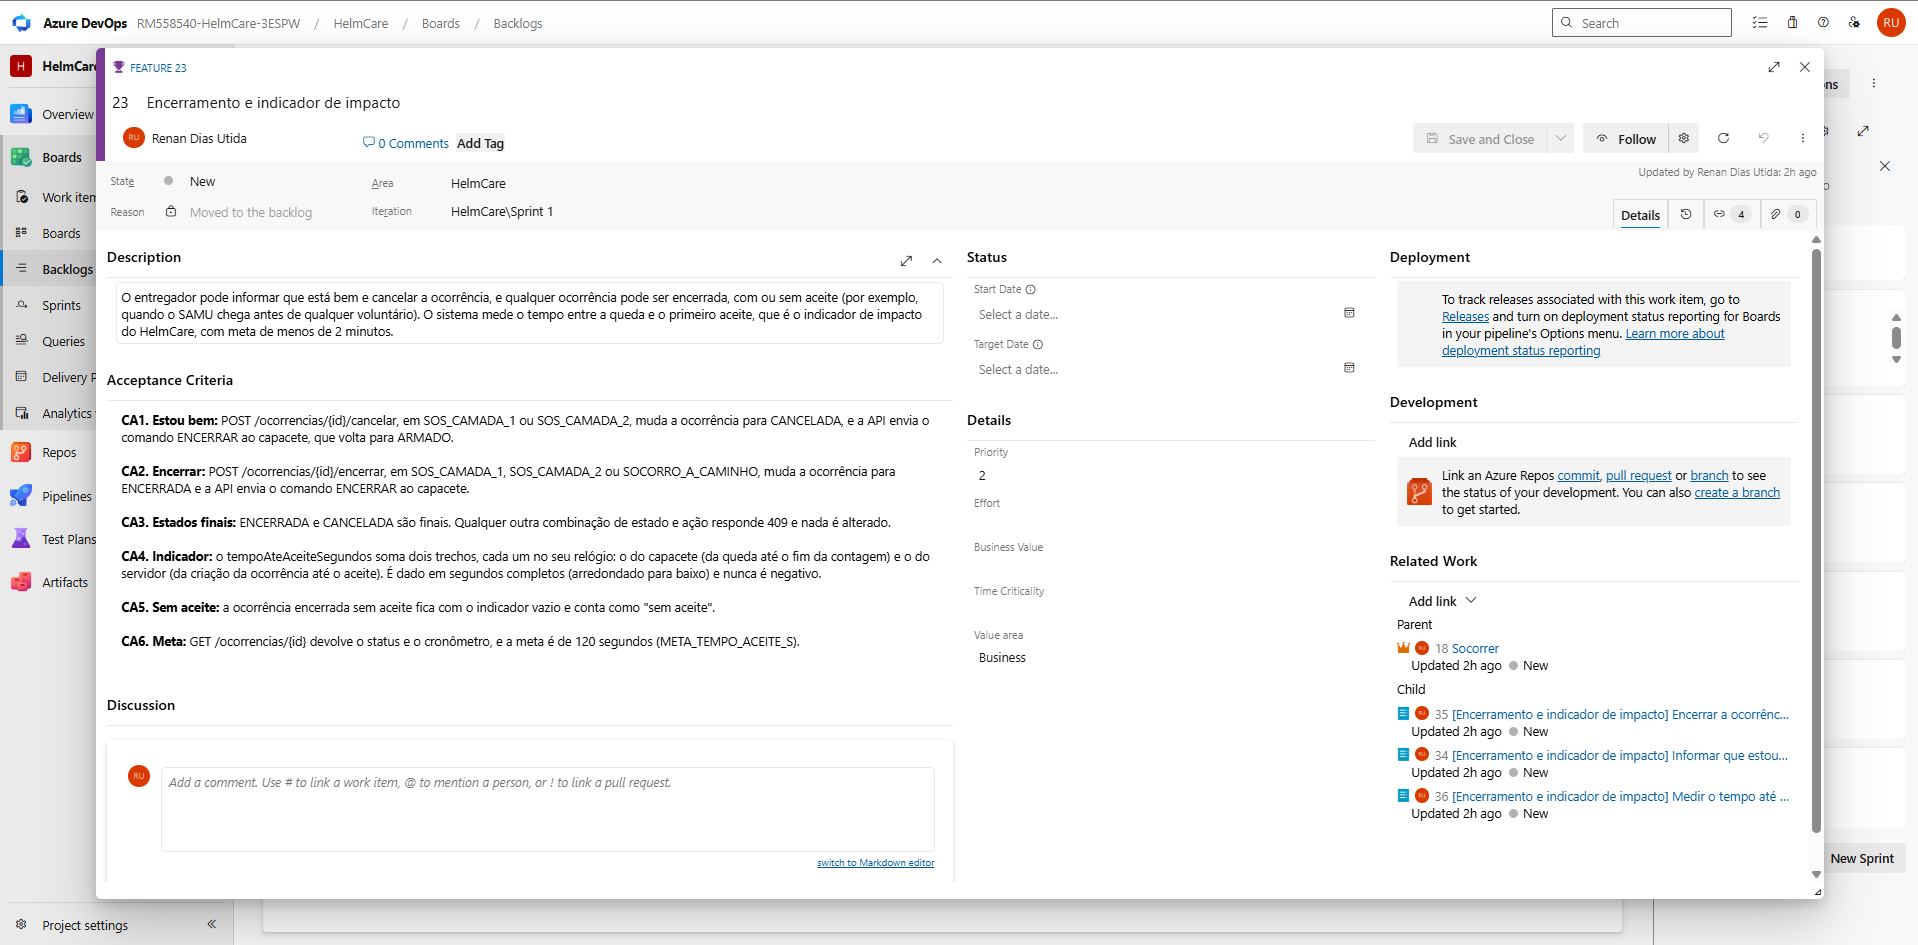 Azure DevOps RM558540-HelmCare-3ESPW / HelmCare / Boards / Backlogs
Search
RU
H HelmCare
Overview
Boards
Work item
Boards
Backlogs
Sprints
Queries
Delivery P
Analytics
Repos
Pipelines
Test Plans
Artifacts
Project settings
FEATURE 23
23 Encerramento e indicador de impacto
RU Renan Dias Utida
0 Comments Add Tag
Save and Close
Follow
State New
Reason Moved to the backlog
Area HelmCare
Iteration HelmCare\Sprint 1
Updated by Renan Dias Utida: 2h ago
Details 4 0
Description
O entregador pode informar que está bem e cancelar a ocorrência, e qualquer ocorrência pode ser encerrada, com ou sem aceite (por exemplo,
quando o SAMU chega antes de qualquer voluntário). O sistema mede o tempo entre a queda e o primeiro aceite, que é o indicador de impacto
do HelmCare, com meta de menos de 2 minutos.
Acceptance Criteria
CA1. Estou bem: POST /ocorrencias/{id}/cancelar, em SOS_CAMADA_1 ou SOS_CAMADA_2, muda a ocorrência para CANCELADA, e a API envia o
comando ENCERRAR ao capacete, que volta para ARMADO.
CA2. Encerrar: POST /ocorrencias/{id}/encerrar, em SOS_CAMADA_1, SOS_CAMADA_2 ou SOCORRO_A_CAMINHO, muda a ocorrência para
ENCERRADA e a API envia o comando ENCERRAR ao capacete.
CA3. Estados finais: ENCERRADA e CANCELADA são finais. Qualquer outra combinação de estado e ação responde 409 e nada é alterado.
CA4. Indicador: o tempoAteAceiteSegundos soma dois trechos, cada um no seu relógio: o do capacete (da queda até o fim da contagem) e o do
servidor (da criação da ocorrência até o aceite). É dado em segundos completos (arredondado para baixo) e nunca é negativo.
CA5. Sem aceite: a ocorrência encerrada sem aceite fica com o indicador vazio e conta como "sem aceite".
CA6. Meta: GET /ocorrencias/{id} devolve o status e o cronômetro, e a meta é de 120 segundos (META_TEMPO_ACEITE_S).
Discussion
RU
Add a comment. Use # to link a work item, @ to mention a person, or ! to link a pull request.
switch to Markdown editor
Status
Start Date
Select a date...
Target Date
Select a date...
Details
Priority
2
Effort
Business Value
Time Criticality
Value area
Business
Deployment
To track releases associated with this work item, go to
Releases and turn on deployment status reporting for Boards
in your pipeline's Options menu. Learn more about
deployment status reporting
Development
Add link
Link an Azure Repos commit, pull request or branch to see
the status of your development. You can also create a branch
to get started.
Related Work
Add link
Parent
RU 18 Socorrer
Updated 2h ago New
Child
RU 35 [Encerramento e indicador de impacto] Encerrar a ocorrênc...
Updated 2h ago New
RU 34 [Encerramento e indicador de impacto] Informar que estou...
Updated 2h ago New
RU 36 [Encerramento e indicador de impacto] Medir o tempo até ...
Updated 2h ago New
ons
New Sprint